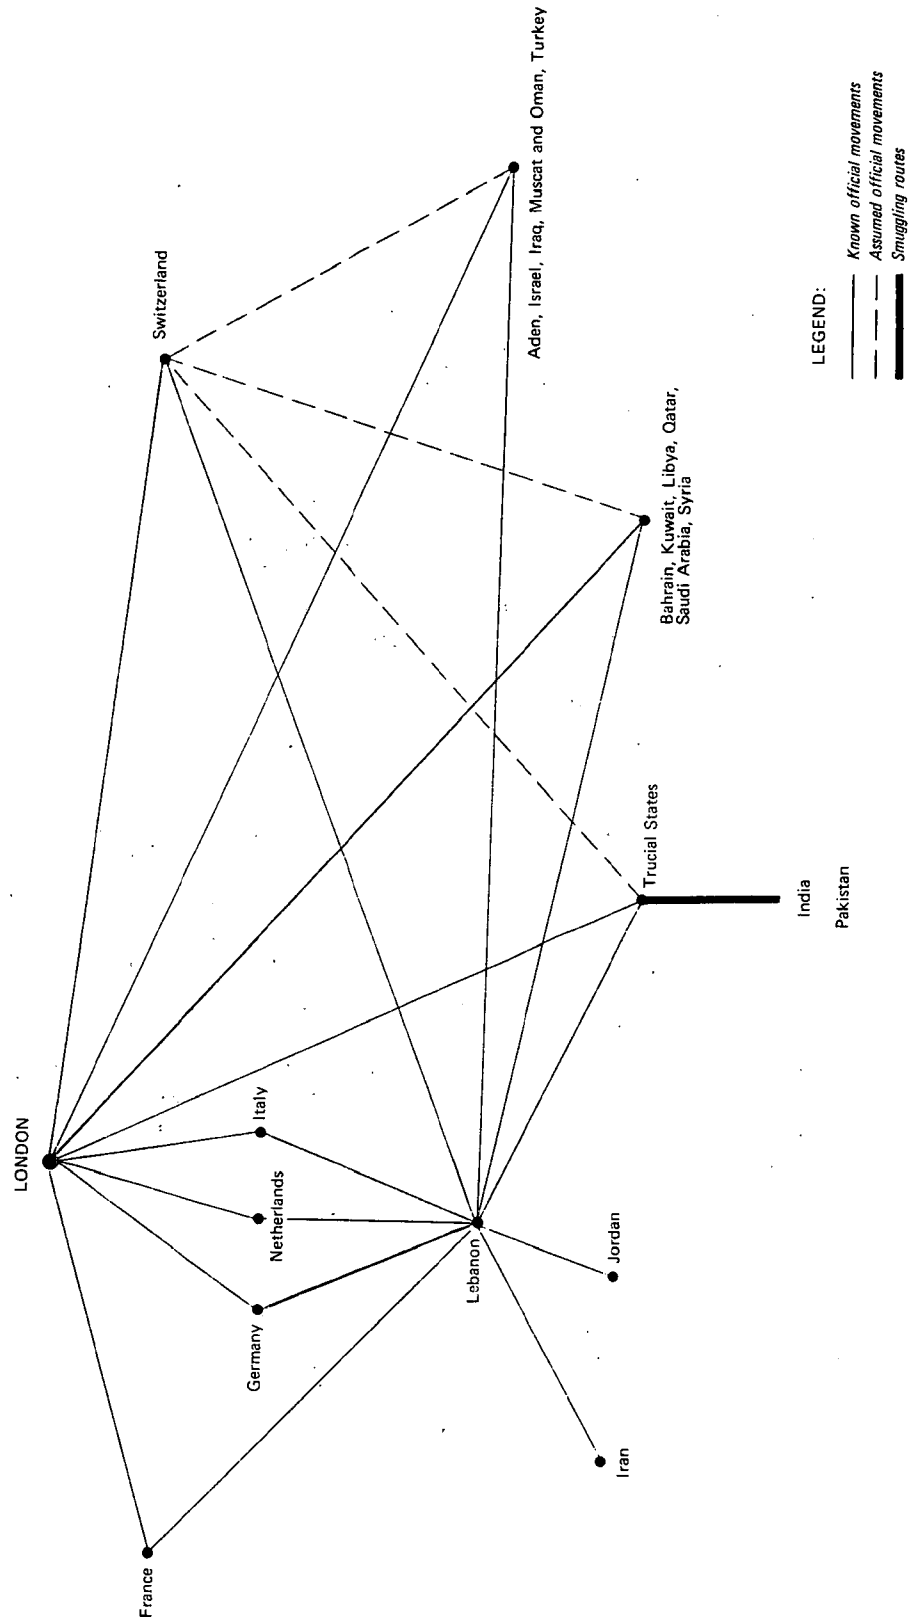 LONDON
Switzerland
France
Germany
Netherlands
Italy
Lebanon
Aden, Israel, Iraq, Muscat and Oman, Turkey
Iran
Jordan
Trucial States
Bahrain, Kuwait, Libya, Qatar,
Saudi Arabia, Syria
India
Pakistan
LEGEND:
Known official movements
Assumed official movements
Smuggling routes